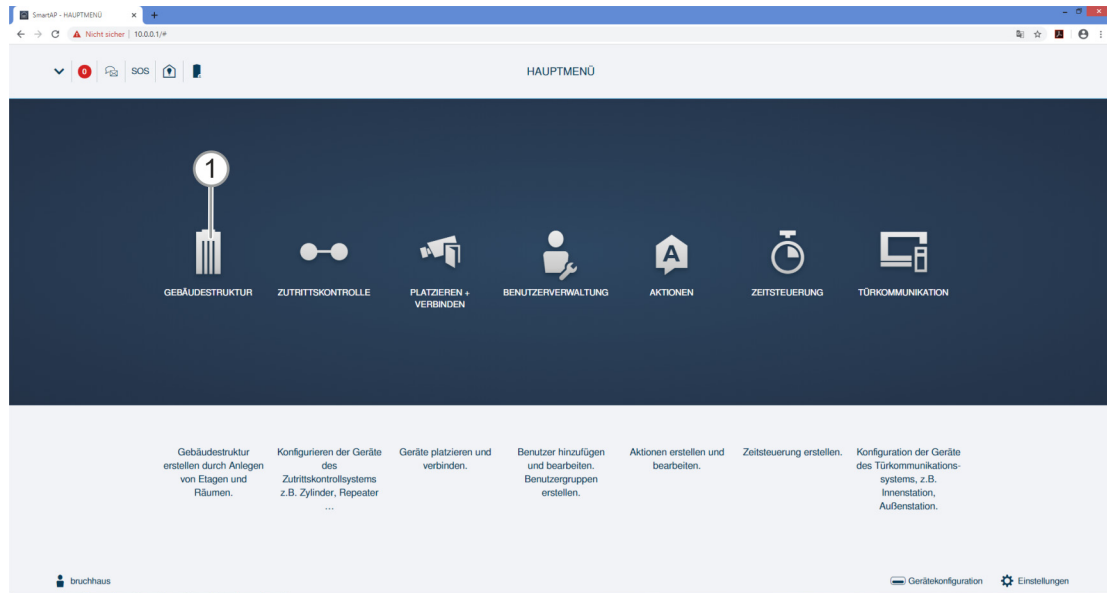 SmartAP - HAUPTMENÜ
Nicht sicher | 10.0.0.1/#
0
SOS
HAUPTMENÜ
1
GEBÄUDESTRUKTUR
ZUTRITTSKONTROLLE
PLATZIEREN +
VERBINDEN
BENUTZERVERWALTUNG
A
AKTIONEN
ZEITSTEUERUNG
TÜRKOMMUNIKATION
Gebäudestruktur
erstellen durch Anlegen
von Etagen und
Räumen.
Konfigurieren der Geräte
des
Zutrittskontrollsystems
z.B. Zylinder, Repeater
…
Geräte platzieren und
verbinden.
Benutzer hinzufügen
und bearbeiten.
Benutzergruppen
erstellen.
Aktionen erstellen und
bearbeiten.
Zeitsteuerung erstellen.
Konfiguration der Geräte
des Türkommunikations-
systems, z.B.
Innenstation,
Außenstation.
bruchhaus
Gerätekonfiguration
Einstellungen